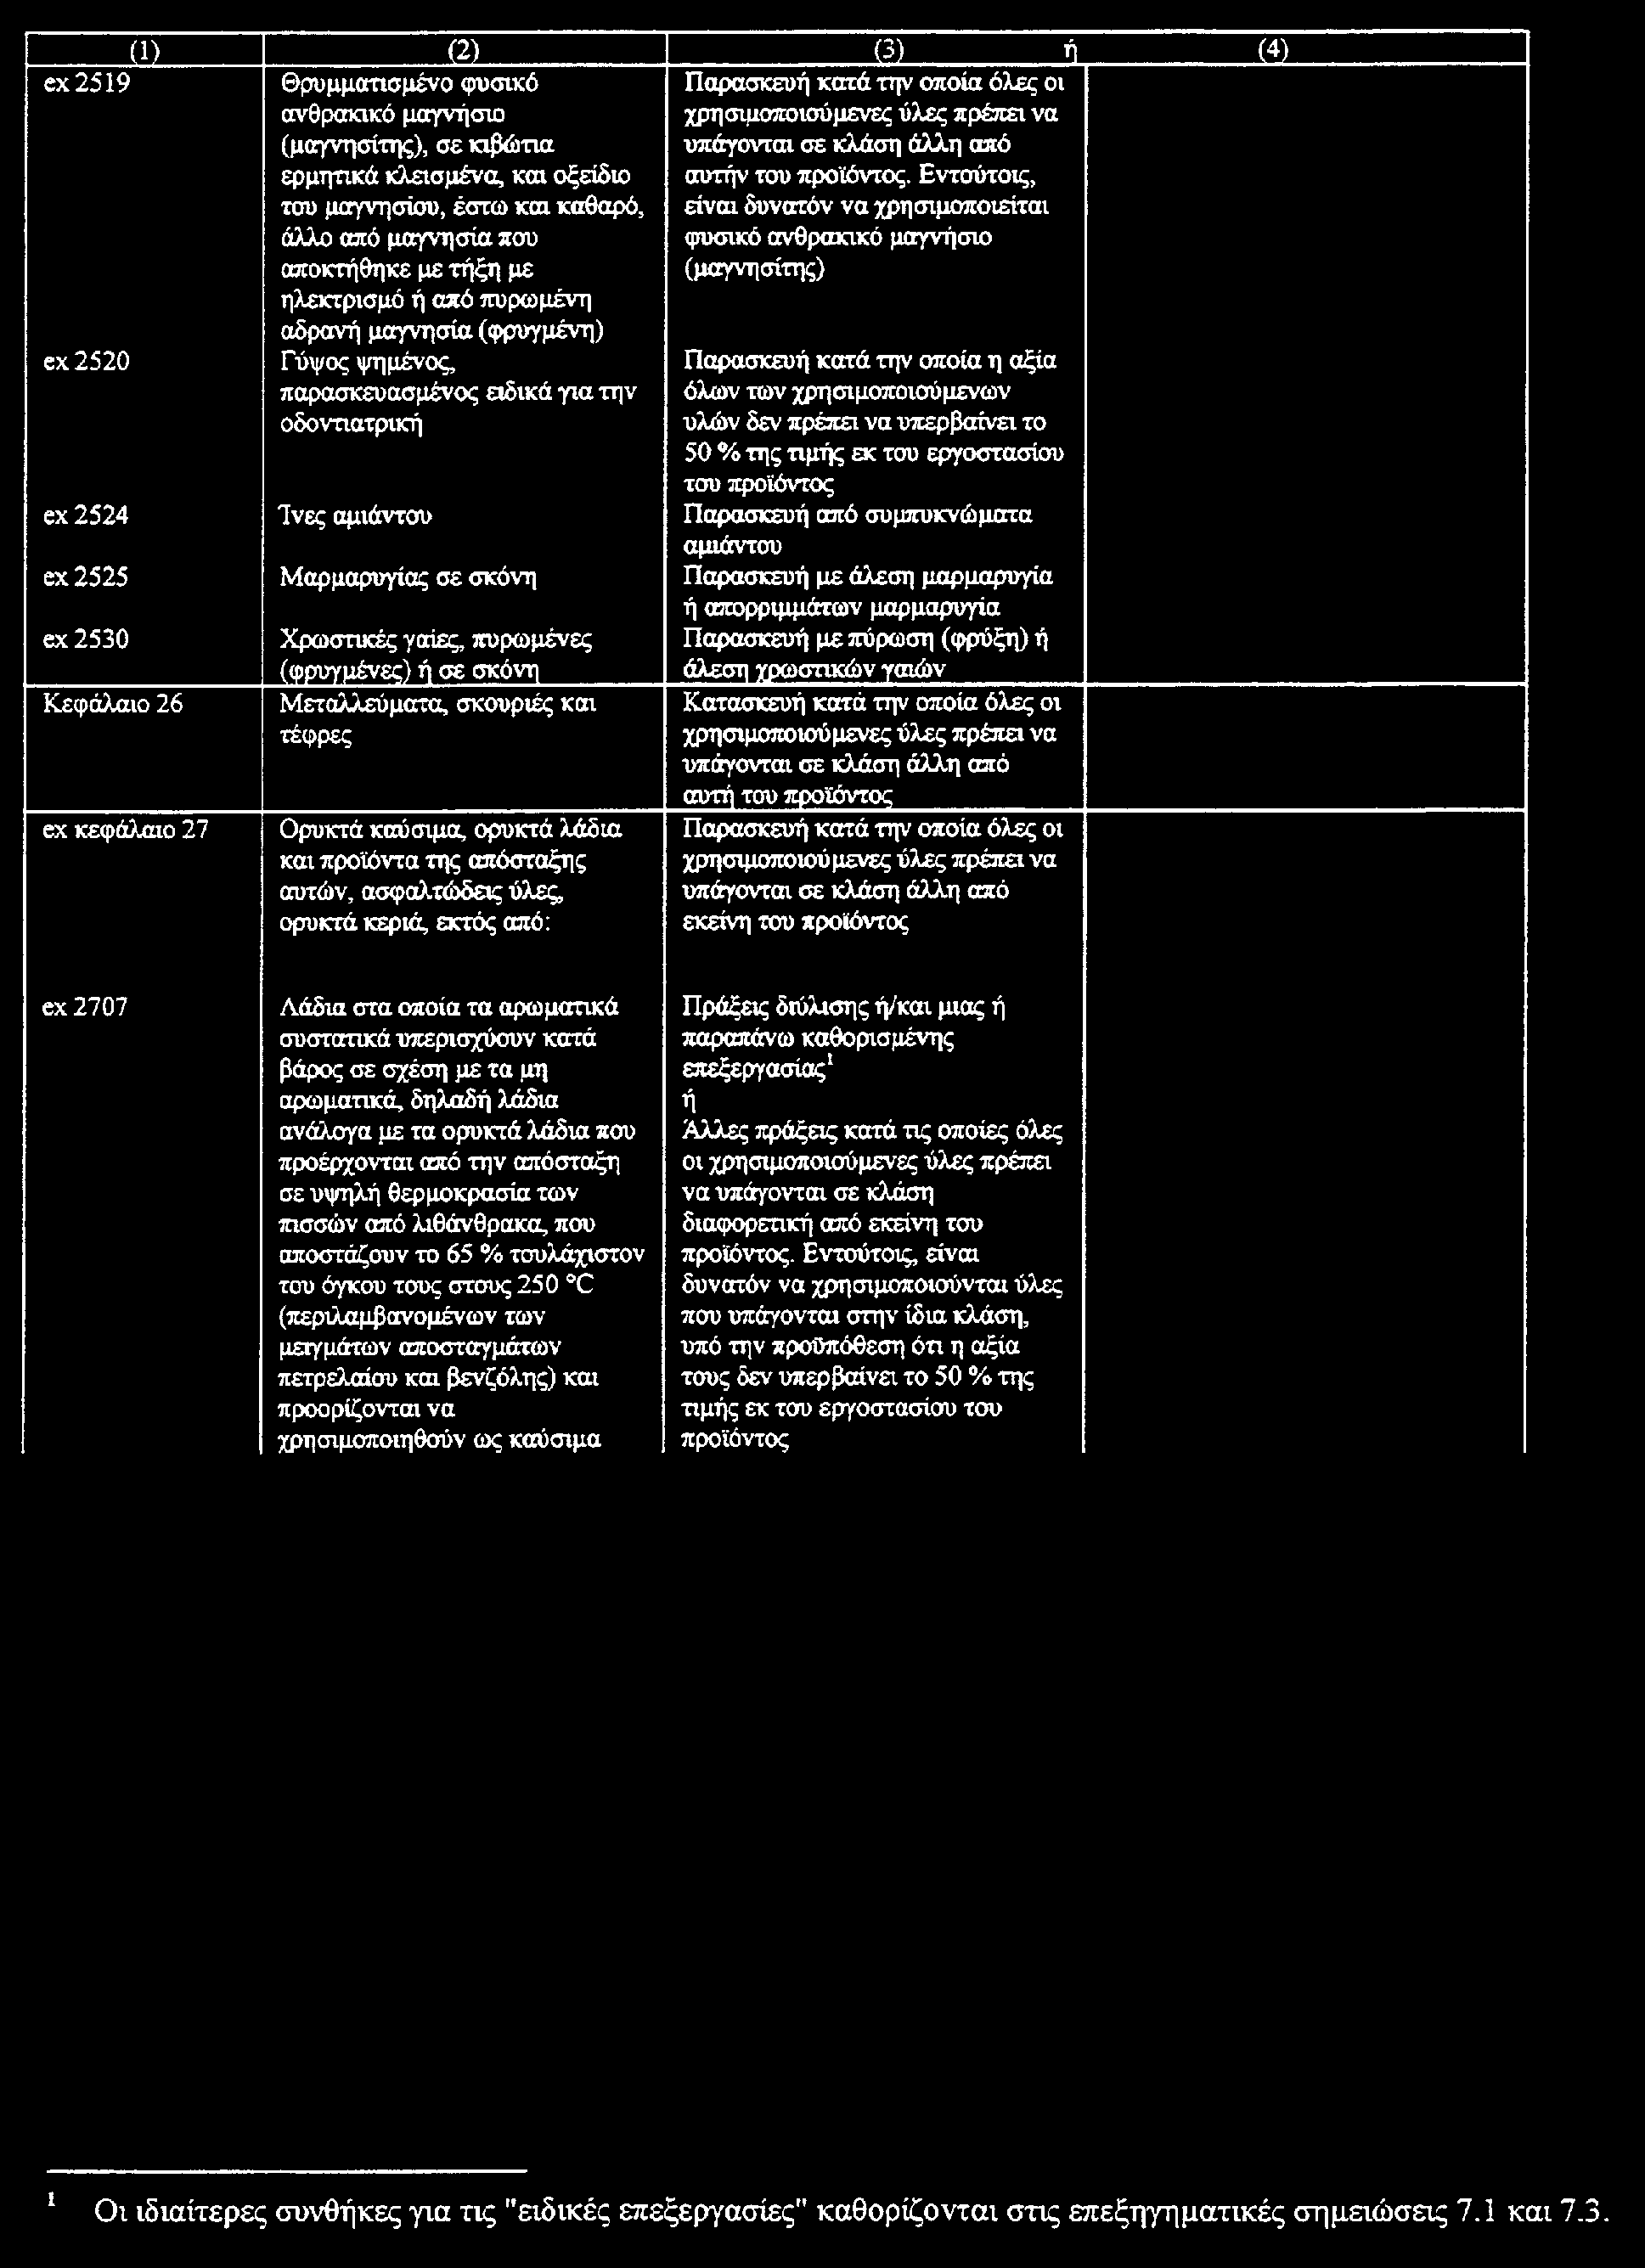 (1) (2) (3) ή (4)
ex 2519
Θρυμματισμένο φυσικό
ανθρακικό μαγνήσιο
(μαγνησίτης), σε κιβώτια
ερμητικά κλεισμένα, και οξείδιο
του μαγνησίου, έστω και καθαρό,
άλλο από μαγνησία που
αποκτήθηκε με τήξη με
ηλεκτρισμό ή από πυρωμένη
αδρανή μαγνησία (φρυγμένη)
Παρασκευή κατά την οποία όλες οι
χρησιμοποιούμενες ύλες πρέπει να
υπάγονται σε κλάση άλλη από
αυτήν του προϊόντος. Εντούτοις,
είναι δυνατόν να χρησιμοποιείται
φυσικό ανθρακικό μαγνήσιο
(μαγνησίτης)
ex 2520
Γύψος ψημένος,
παρασκευασμένος ειδικά για την
οδοντιατρική
Παρασκευή κατά την οποία η αξία
όλων των χρησιμοποιούμενων
υλών δεν πρέπει να υπερβαίνει το
50 % της τιμής εκ του εργοστασίου
του προϊόντος
ex 2524
Ίνες αμιάντου
Παρασκευή από συμπυκνώματα
αμιάντου
ex 2525
Μαρμαρυγίας σε σκόνη
Παρασκευή με άλεση μαρμαρυγία
ή απορριμμάτων μαρμαρυγία
ex 2530
Χρωστικές γαίες, πυρωμένες
(φρυγμένες) ή σε σκόνη
Παρασκευή με πύρωση (φρύξη) ή
άλεση χρωστικών γαιών
Κεφάλαιο 26
Μεταλλεύματα, σκουριές και
τέφρες
Κατασκευή κατά την οποία όλες οι
χρησιμοποιούμενες ύλες πρέπει να
υπάγονται σε κλάση άλλη από
αυτή του προϊόντος
ex κεφάλαιο 27
Ορυκτά καύσιμα, ορυκτά λάδια
και προϊόντα της απόσταξης
αυτών, ασφαλτώδεις ύλες,
ορυκτά κεριά, εκτός από:
Παρασκευή κατά την οποία όλες οι
χρησιμοποιούμενες ύλες πρέπει να
υπάγονται σε κλάση άλλη από
εκείνη του προϊόντος
ex 2707
Λάδια στα οποία τα αρωματικά
συστατικά υπερισχύουν κατά
βάρος σε σχέση με τα μη
αρωματικά, δηλαδή λάδια
ανάλογα με τα ορυκτά λάδια που
προέρχονται από την απόσταξη
σε υψηλή θερμοκρασία των
πισσών από λιθάνθρακα, που
αποστάζουν το 65 % τουλάχιστον
του όγκου τους στους 250 °C
(περιλαμβανομένων των
μειγμάτων αποσταγμάτων
πετρελαίου και βενζόλης) και
προορίζονται να
χρησιμοποιηθούν ως καύσιμα
Πράξεις διύλισης ή/και μιας ή
παραπάνω καθορισμένης
επεξεργασίας¹
ή
Άλλες πράξεις κατά τις οποίες όλες
οι χρησιμοποιούμενες ύλες πρέπει
να υπάγονται σε κλάση
διαφορετική από εκείνη του
προϊόντος. Εντούτοις, είναι
δυνατόν να χρησιμοποιούνται ύλες
που υπάγονται στην ίδια κλάση,
υπό την προϋπόθεση ότι η αξία
τους δεν υπερβαίνει το 50 % της
τιμής εκ του εργοστασίου του
προϊόντος
¹ Οι ιδιαίτερες συνθήκες για τις "ειδικές επεξεργασίες" καθορίζονται στις επεξηγηματικές σημειώσεις 7.1 και 7.3.